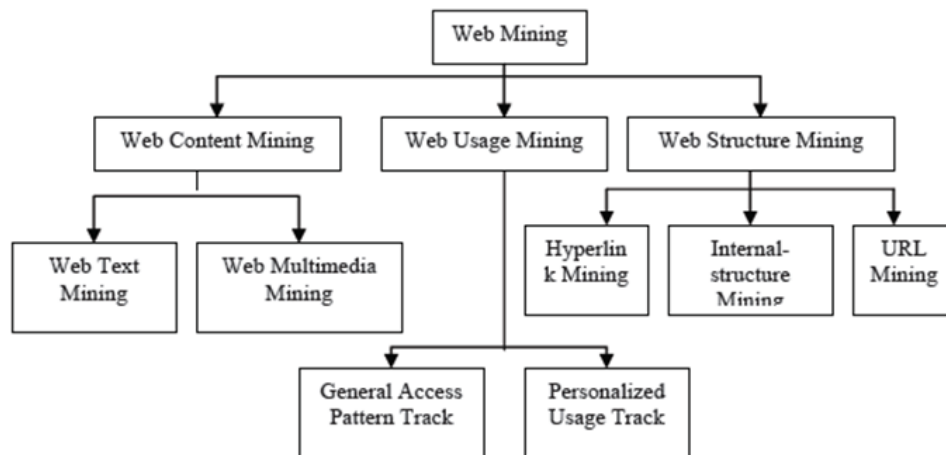 Web Mining
Web Content Mining
Web Usage Mining
Web Structure Mining
Web Text
Mining
Web Multimedia
Mining
Hyperlin
k Mining
Internal-
structure
Mining
URL
Mining
General Access
Pattern Track
Personalized
Usage Track